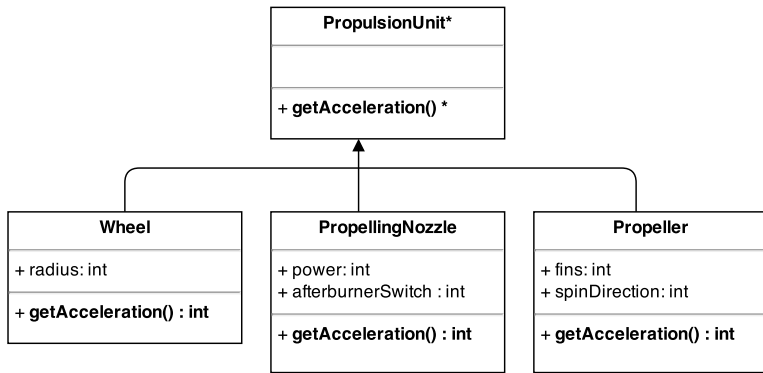 PropulsionUnit*
+ getAcceleration() *
Wheel
+ radius: int
+ getAcceleration() : int
PropellingNozzle
+ power: int
+ afterburnerSwitch : int
+ getAcceleration() : int
Propeller
+ fins: int
+ spinDirection: int
+ getAcceleration() : int